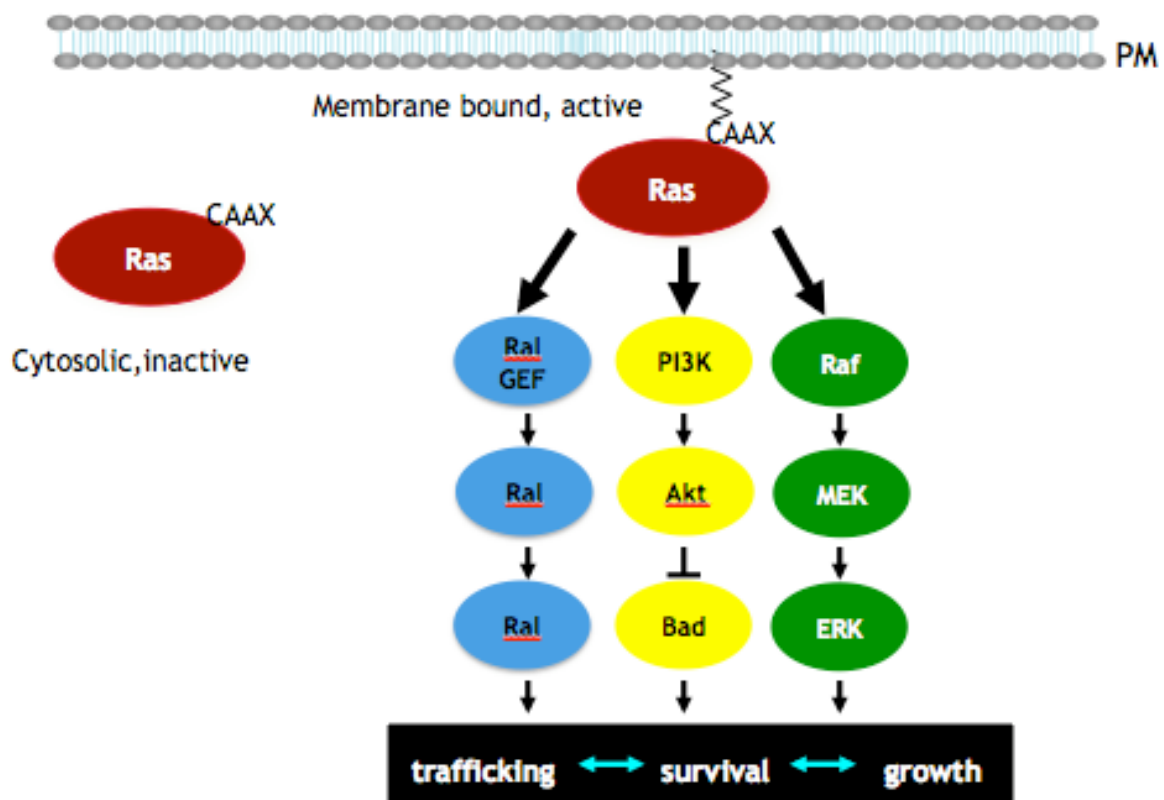 PM
Membrane bound, active
CAAX
Ras
CAAX
Ras
Cytosolic,inactive
Ral
GEF
PI3K
Raf
Ral
Akt
MEK
Ral
Bad
ERK
trafficking survival growth